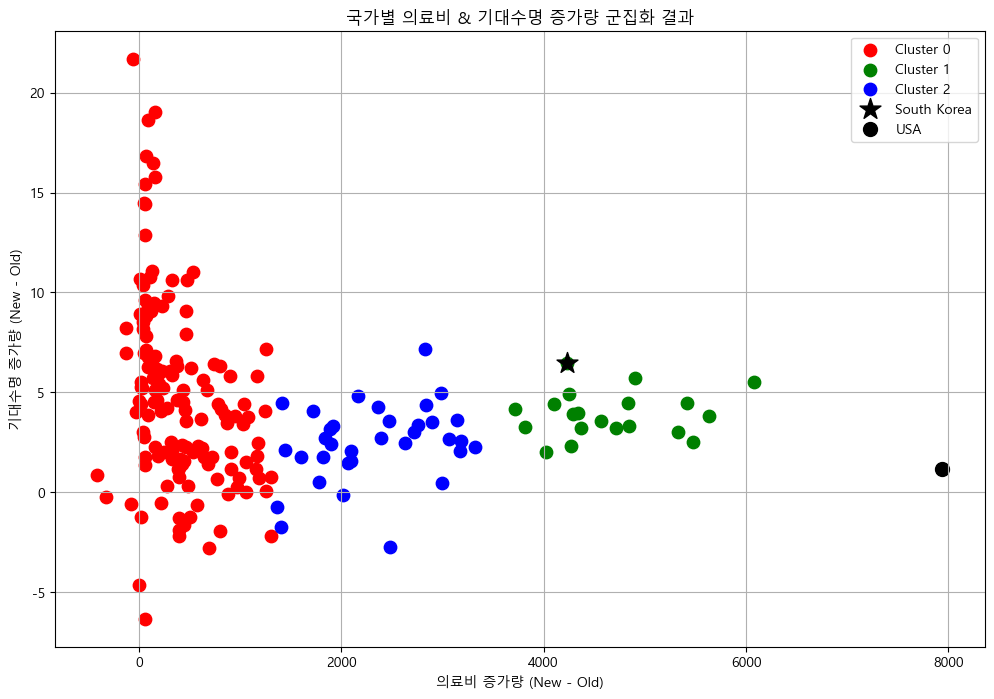 국가별 의료비 & 기대수명 증가량 군집화 결과
Cluster 0
Cluster 1
Cluster 2
South Korea
USA
기대수명 증가량 (New - Old)
20
15
10
5
0
-5
0 2000 4000 6000 8000
의료비 증가량 (New - Old)